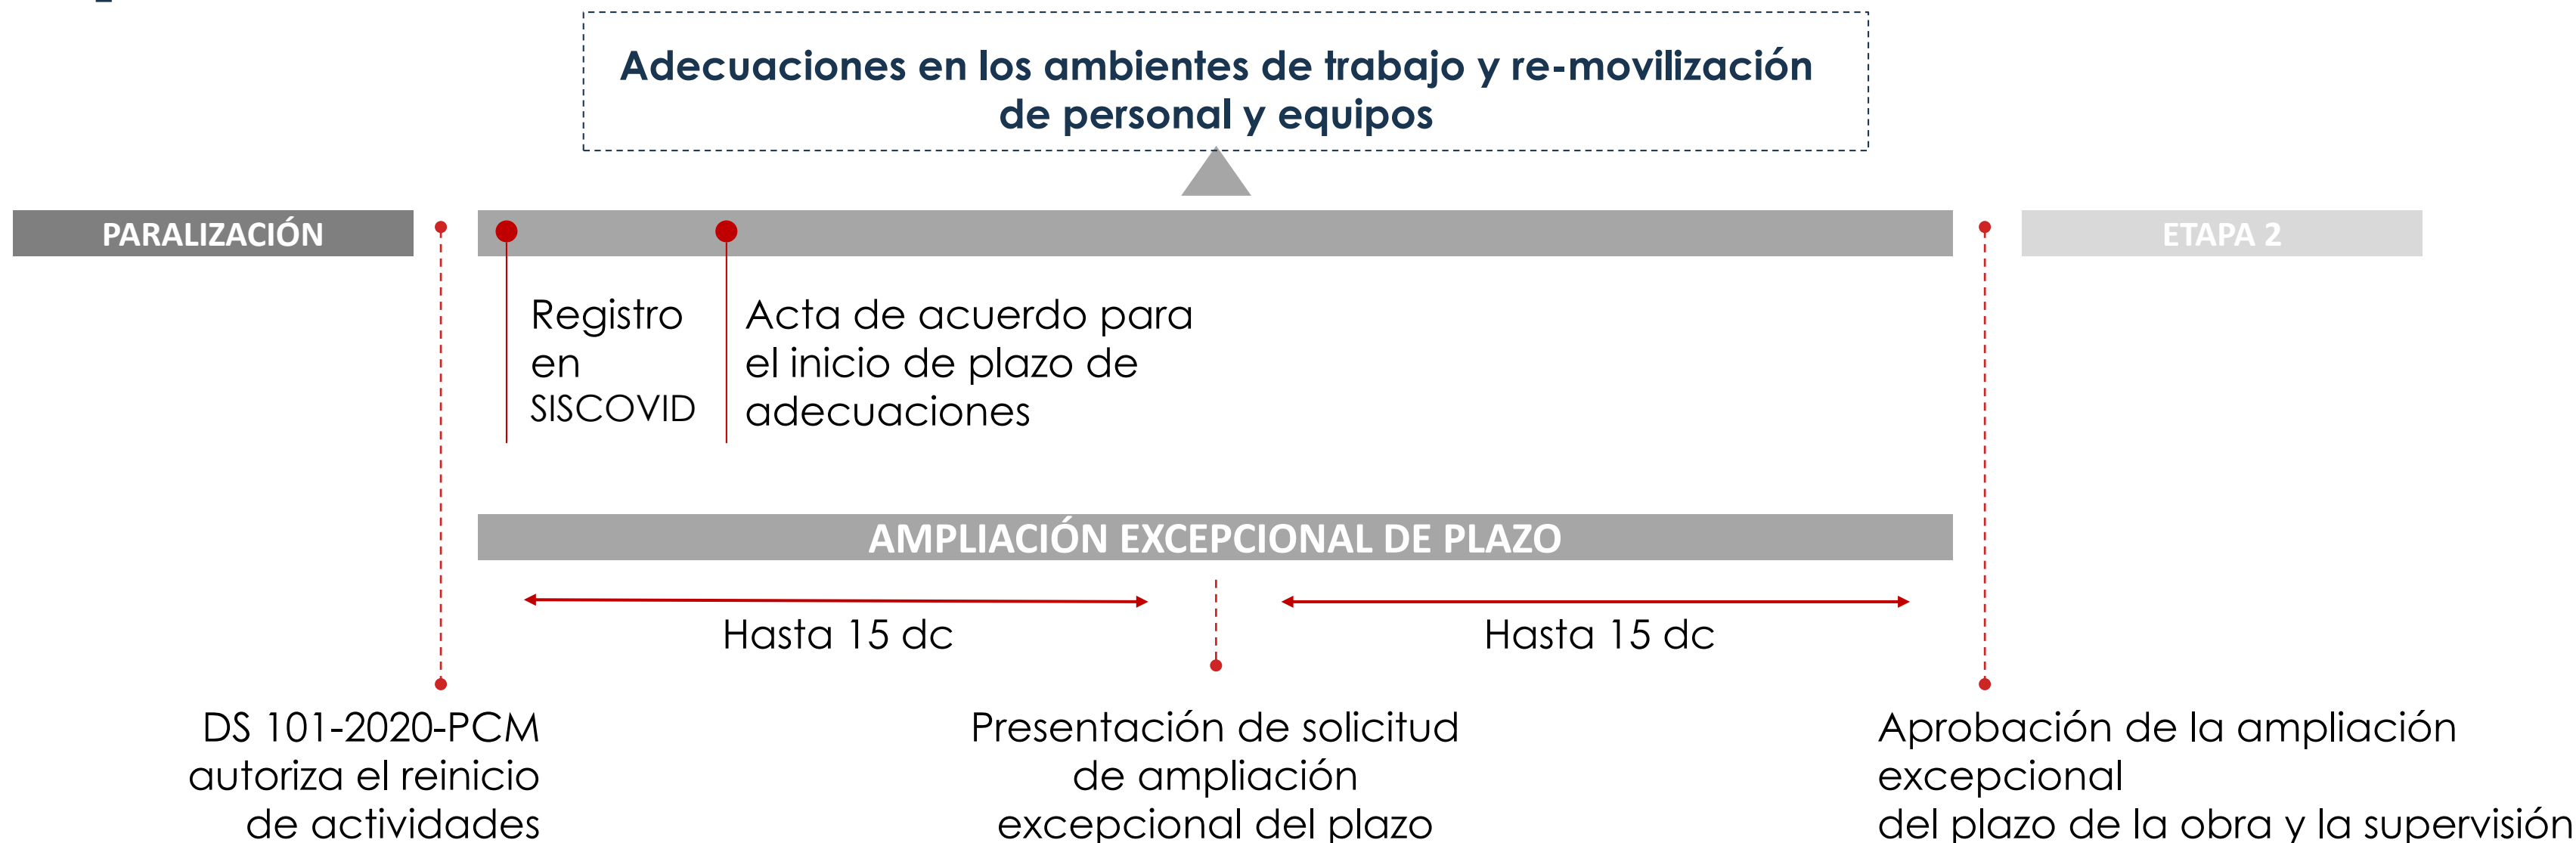 Adecuaciones en los ambientes de trabajo y re-movilización
de personal y equipos
PARALIZACIÓN
ETAPA 2
Registro
en
SISCOVID
Acta de acuerdo para
el inicio de plazo de
adecuaciones
AMPLIACIÓN EXCEPCIONAL DE PLAZO
Hasta 15 dc
Hasta 15 dc
DS 101-2020-PCM
autoriza el reinicio
de actividades
Presentación de solicitud
de ampliación
excepcional del plazo
Aprobación de la ampliación
excepcional
del plazo de la obra y la supervisión